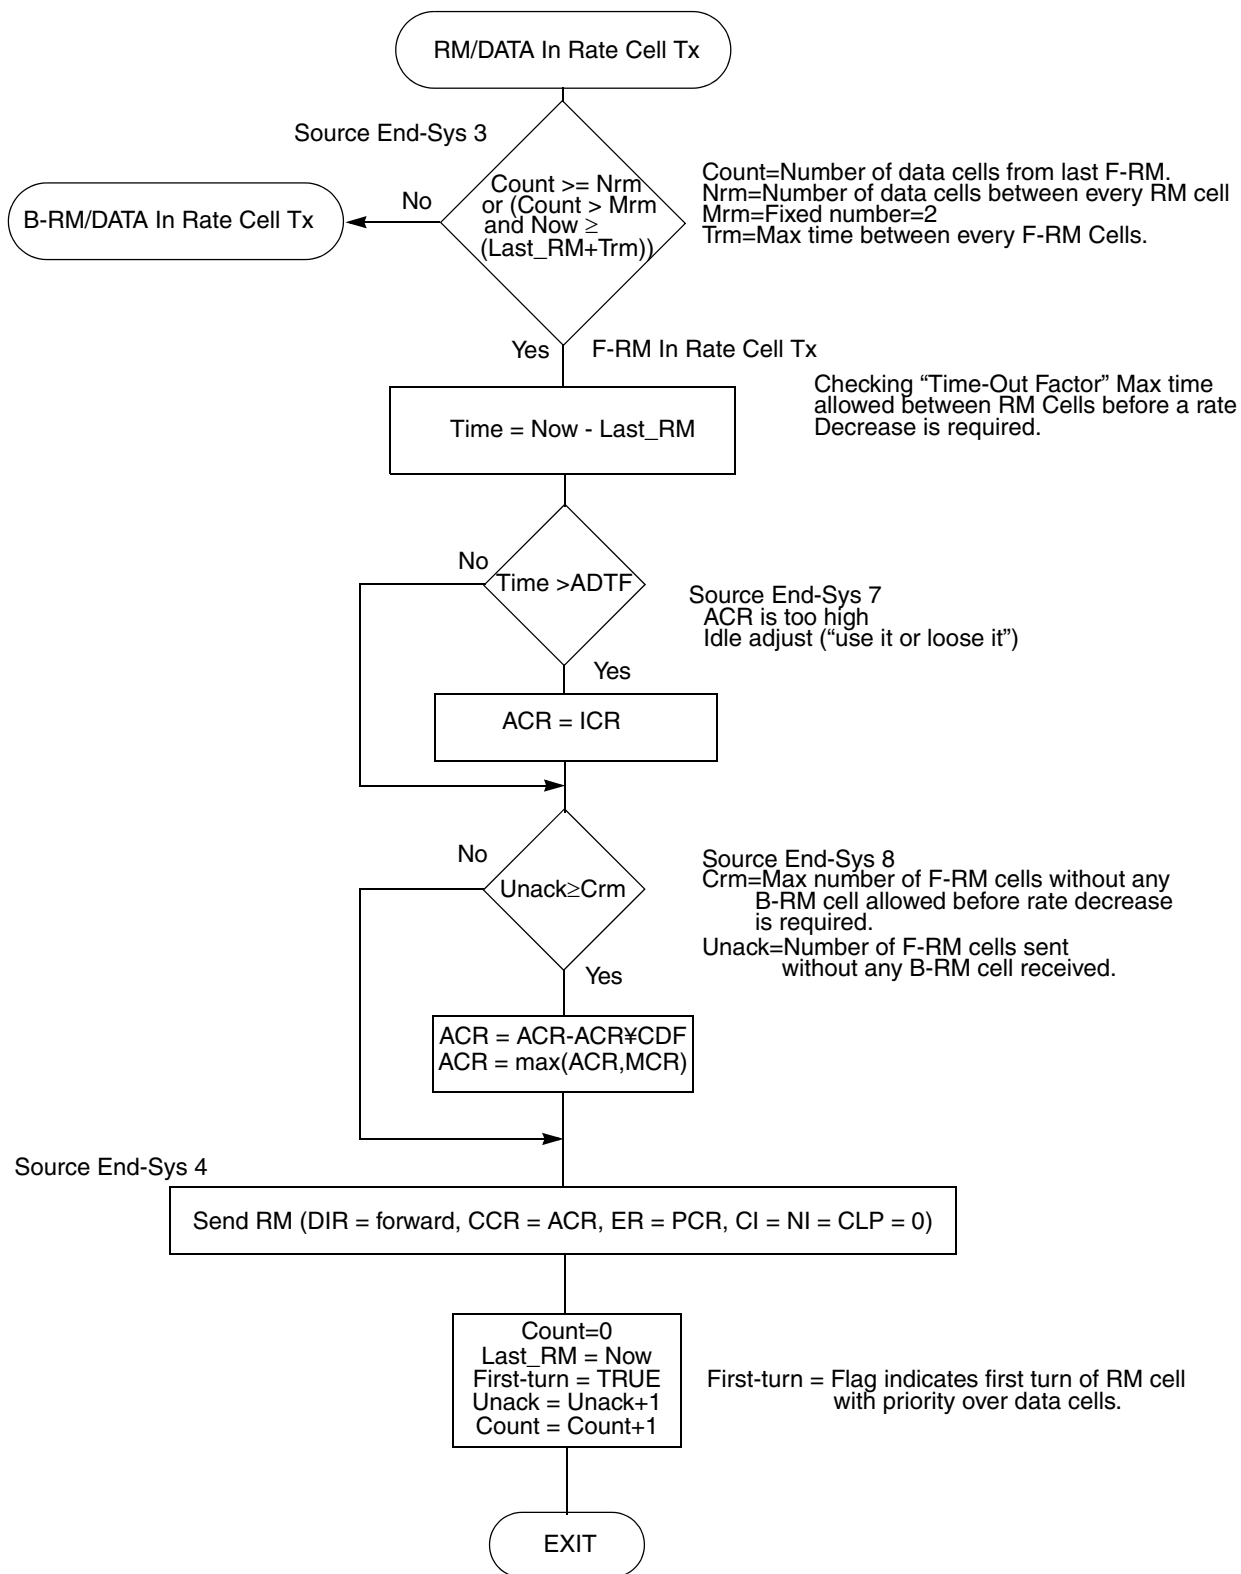 RM/DATA In Rate Cell Tx
Source End-Sys 3
Count >= Nrm
or (Count > Mrm
and Now ≥
(Last_RM+Trm))
No
B-RM/DATA In Rate Cell Tx
Count=Number of data cells from last F-RM.
Nrm=Number of data cells between every RM cell
Mrm=Fixed number=2
Trm=Max time between every F-RM Cells.
Yes
F-RM In Rate Cell Tx
Time = Now - Last_RM
Checking “Time-Out Factor” Max time
allowed between RM Cells before a rate
Decrease is required.
No
Time >ADTF
Source End-Sys 7
ACR is too high
Idle adjust (“use it or loose it”)
Yes
ACR = ICR
No
Unack≥Crm
Source End-Sys 8
Crm=Max number of F-RM cells without any
B-RM cell allowed before rate decrease
is required.
Unack=Number of F-RM cells sent
without any B-RM cell received.
Yes
ACR = ACR-ACR¥CDF
ACR = max(ACR,MCR)
Source End-Sys 4
Send RM (DIR = forward, CCR = ACR, ER = PCR, CI = NI = CLP = 0)
Count=0
Last_RM = Now
First-turn = TRUE
Unack = Unack+1
Count = Count+1
First-turn = Flag indicates first turn of RM cell
with priority over data cells.
EXIT